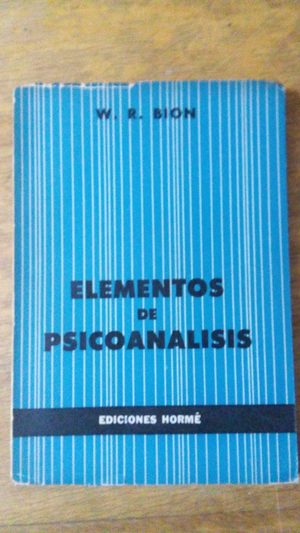 W. R. BION
ELEMENTOS
DE
PSICOANALISIS
EDICIONES HORMÉ